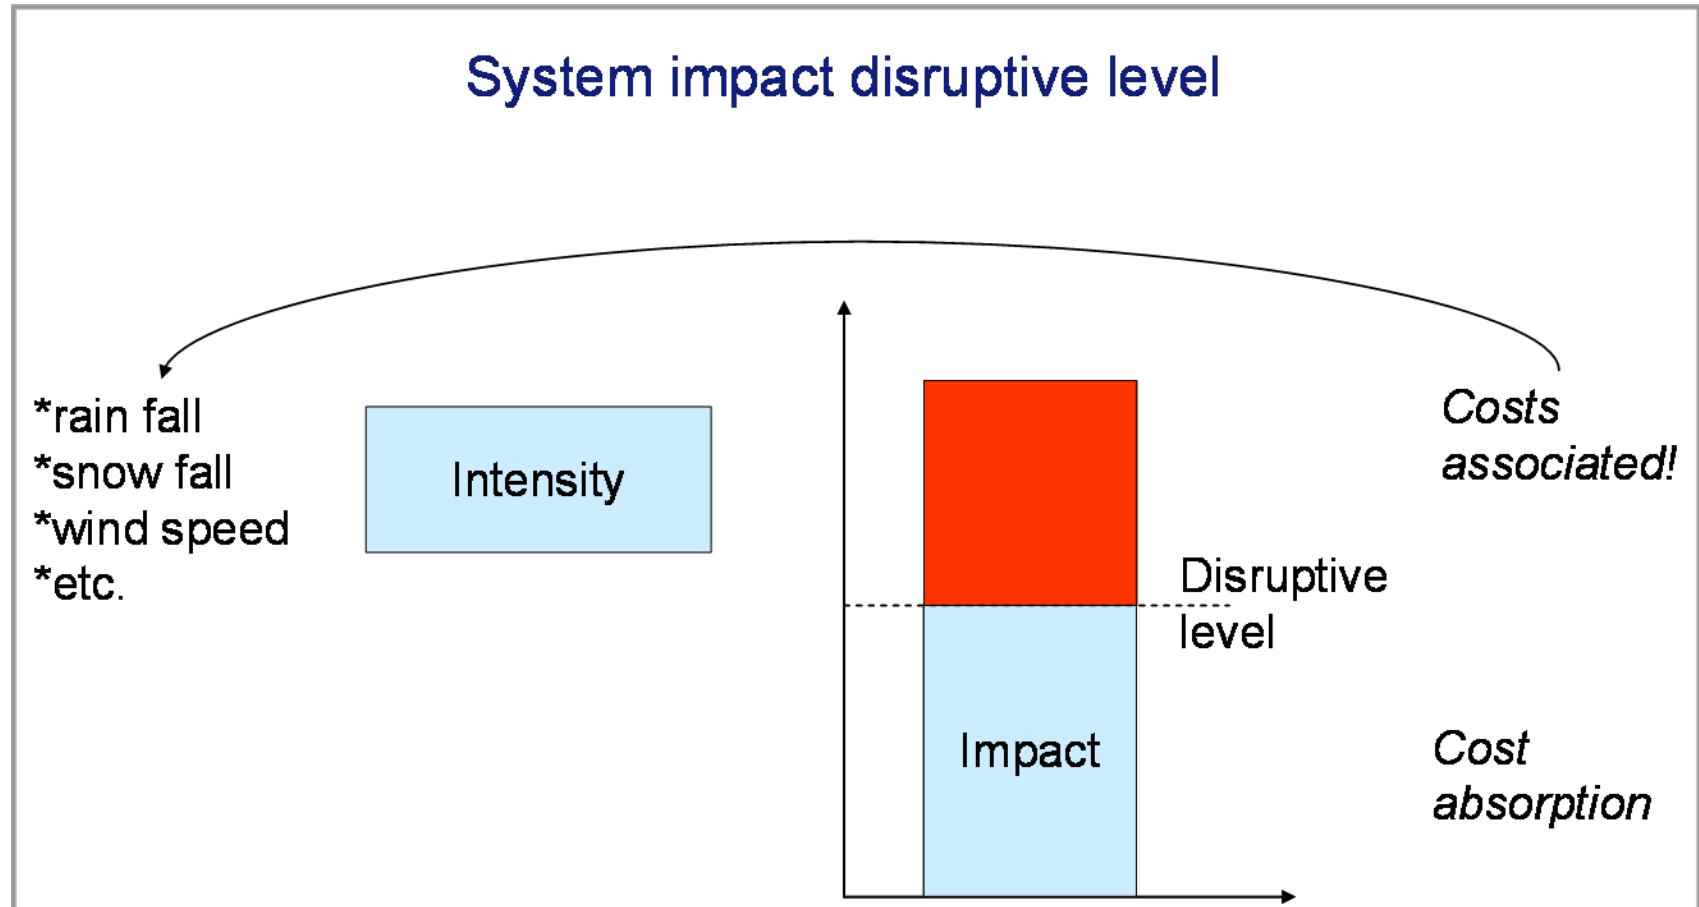 System impact disruptive level
*rain fall
*snow fall
*wind speed
*etc.
Intensity
Costs
associated!
Disruptive
level
Impact
Cost
absorption